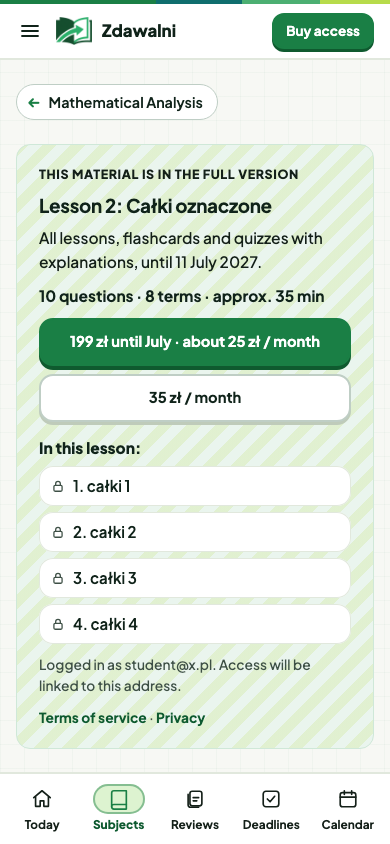 Zdawalni
Buy access
Mathematical Analysis
THIS MATERIAL IS IN THE FULL VERSION
Lesson 2: Całki oznaczone
All lessons, flashcards and quizzes with
explanations, until 11 July 2027.
10 questions · 8 terms · approx. 35 min
199 zł until July · about 25 zł / month
35 zł / month
In this lesson:
1. całki 1
2. całki 2
3. całki 3
4. całki 4
Logged in as student@x.pl. Access will be
linked to this address.
Terms of service · Privacy
Today Subjects Reviews Deadlines Calendar